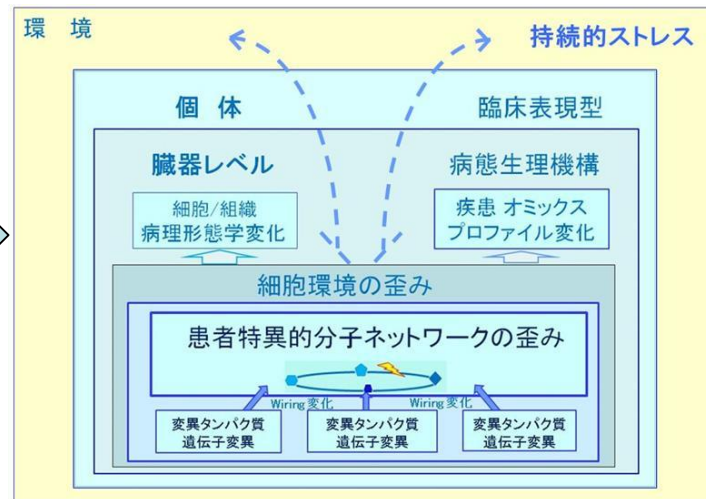 環　境
持続的ストレス
個　体
臨床表現型
臓器レベル
病態生理機構
細胞/組織
病理形態学変化
疾患 オミックス
プロファイル変化
細胞環境の歪み
患者特異的分子ネットワークの歪み
Wiring 変化
Wiring 変化
変異タンパク質
遺伝子変異
変異タンパク質
遺伝子変異
変異タンパク質
遺伝子変異